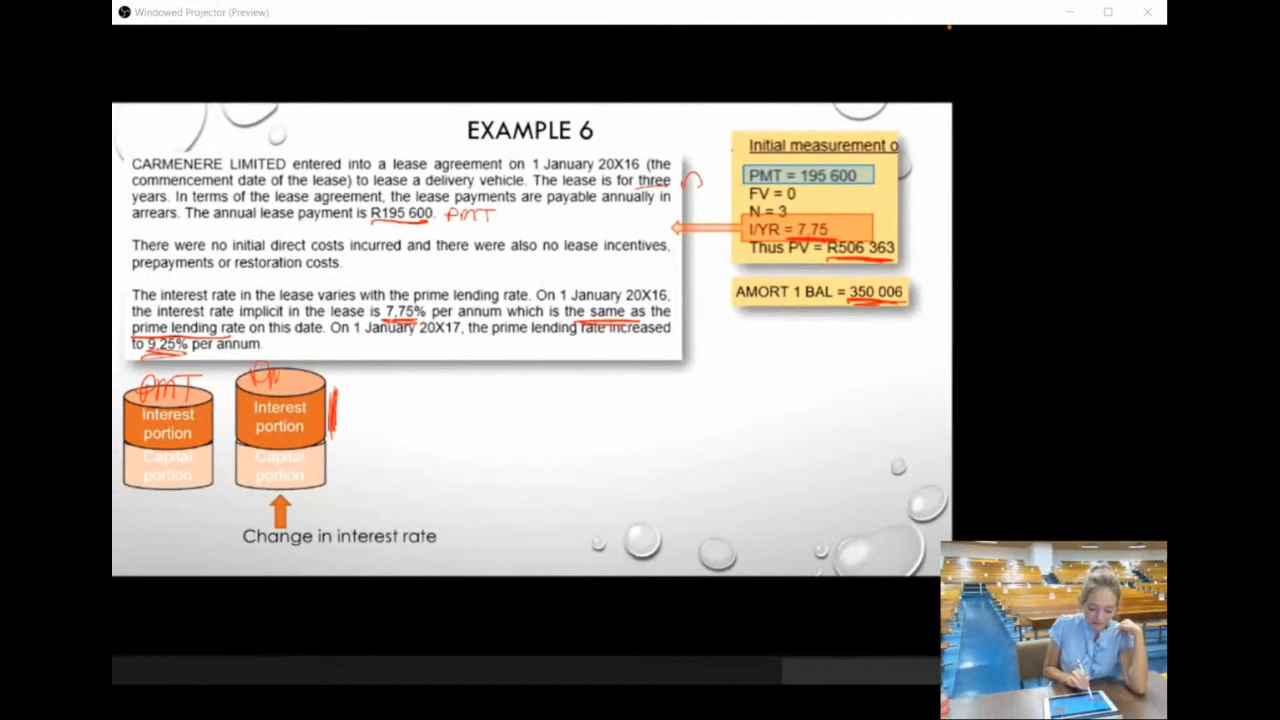 Windowed Projector (Preview)
EXAMPLE 6
CARMENERE LIMITED entered into a lease agreement on 1 January 20X16 (the
commencement date of the lease) to lease a delivery vehicle. The lease is for three n
years. In terms of the lease agreement, the lease payments are payable annually in
arrears. The annual lease payment is R195 600. PMT
There were no initial direct costs incurred and there were also no lease incentives,
prepayments or restoration costs.
The interest rate in the lease varies with the prime lending rate. On 1 January 20X16,
the interest rate implicit in the lease is 7,75% per annum which is the same as the
prime lending rate on this date. On 1 January 20X17, the prime lending rate increased
to 9,25% per annum.
Initial measurement o
PMT = 195 600
FV = 0
N = 3
I/YR = 7,75
Thus PV = R506 363
AMORT 1 BAL = 350 006
PMT
Interest
portion
Capital
portion
Interest
portion
Capital
portion
Change in interest rate